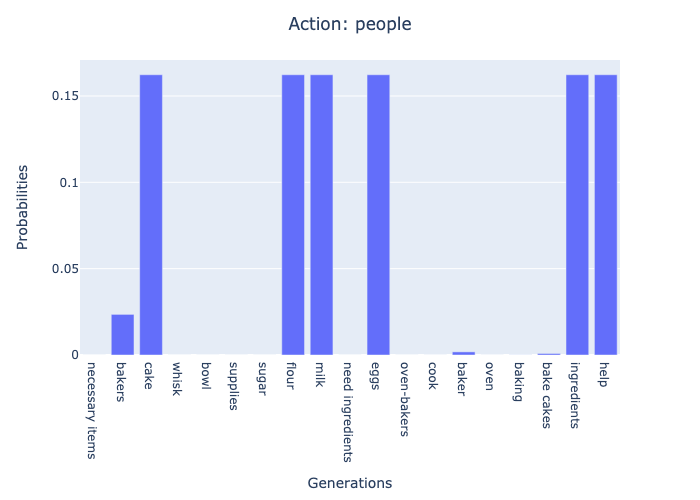 Action: people
Probabilities
0.15
0.1
0.05
0
necessary items
bakers
cake
whisk
bowl
supplies
sugar
flour
milk
need ingredients
eggs
oven-bakers
cook
baker
oven
baking
bake cakes
ingredients
help
Generations